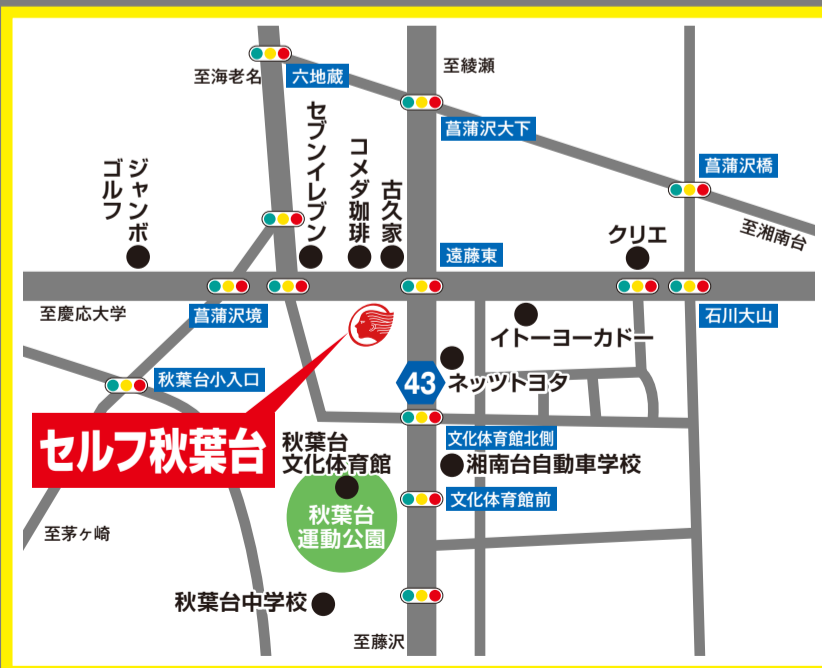 至海老名
六地蔵
至綾瀬
菖蒲沢大下
菖蒲沢橋
至湘南台
ジャンボ
ゴルフ
セブンイレブン
コメダ珈琲
古久家
遠藤東
クリエ
至慶応大学
菖蒲沢境
イトーヨーカドー
石川大山
秋葉台小入口
43
ネッツトヨタ
セルフ秋葉台
秋葉台
文化体育館
文化体育館北側
湘南台自動車学校
文化体育館前
秋葉台
運動公園
至茅ヶ崎
秋葉台中学校
至藤沢